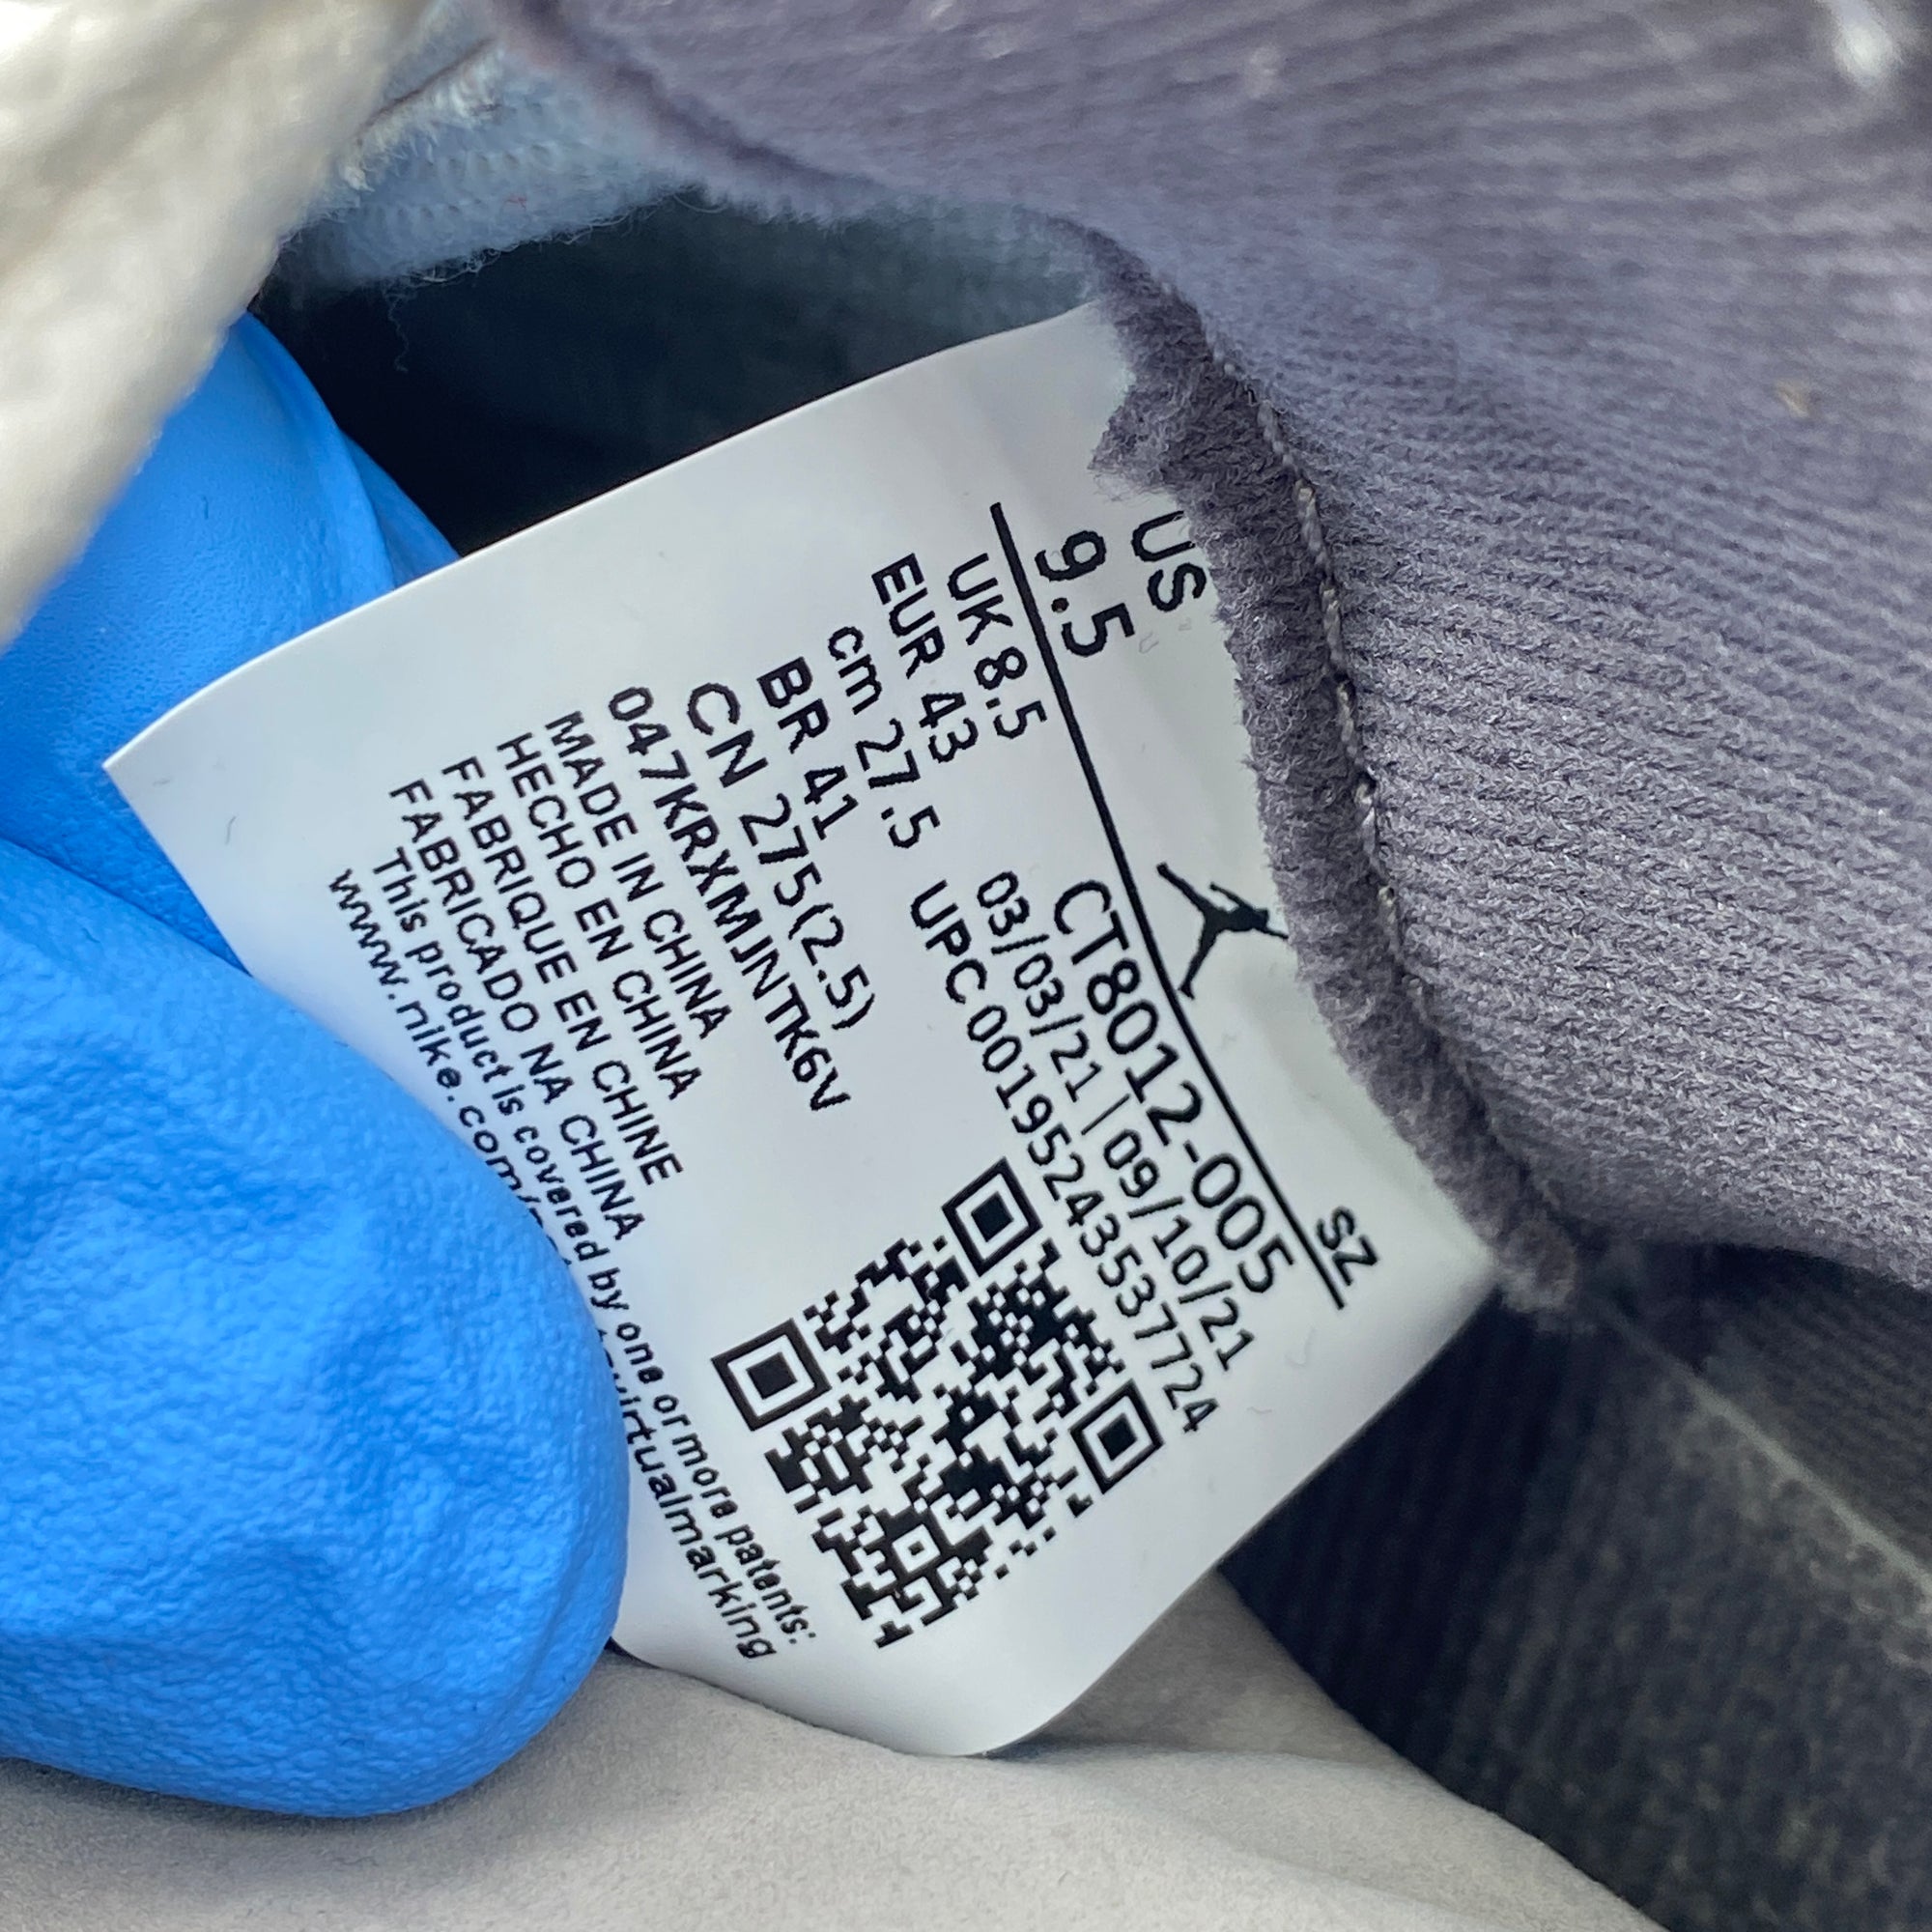 US
9.5
SZ
UK 8.5
CT8012-005
EUR 43
03/03/21 | 09/10/21
cm 27.5
UPC 00195243537724
BR 41
CN 275(2.5)
047KRXMJNTK6V
MADE IN CHINA
HECHO EN CHINA
FABRIQUE EN CHINE
FABRICADO NA CHINA
This product is covered by one or more patents:
www.nike.com/ virtualmarking